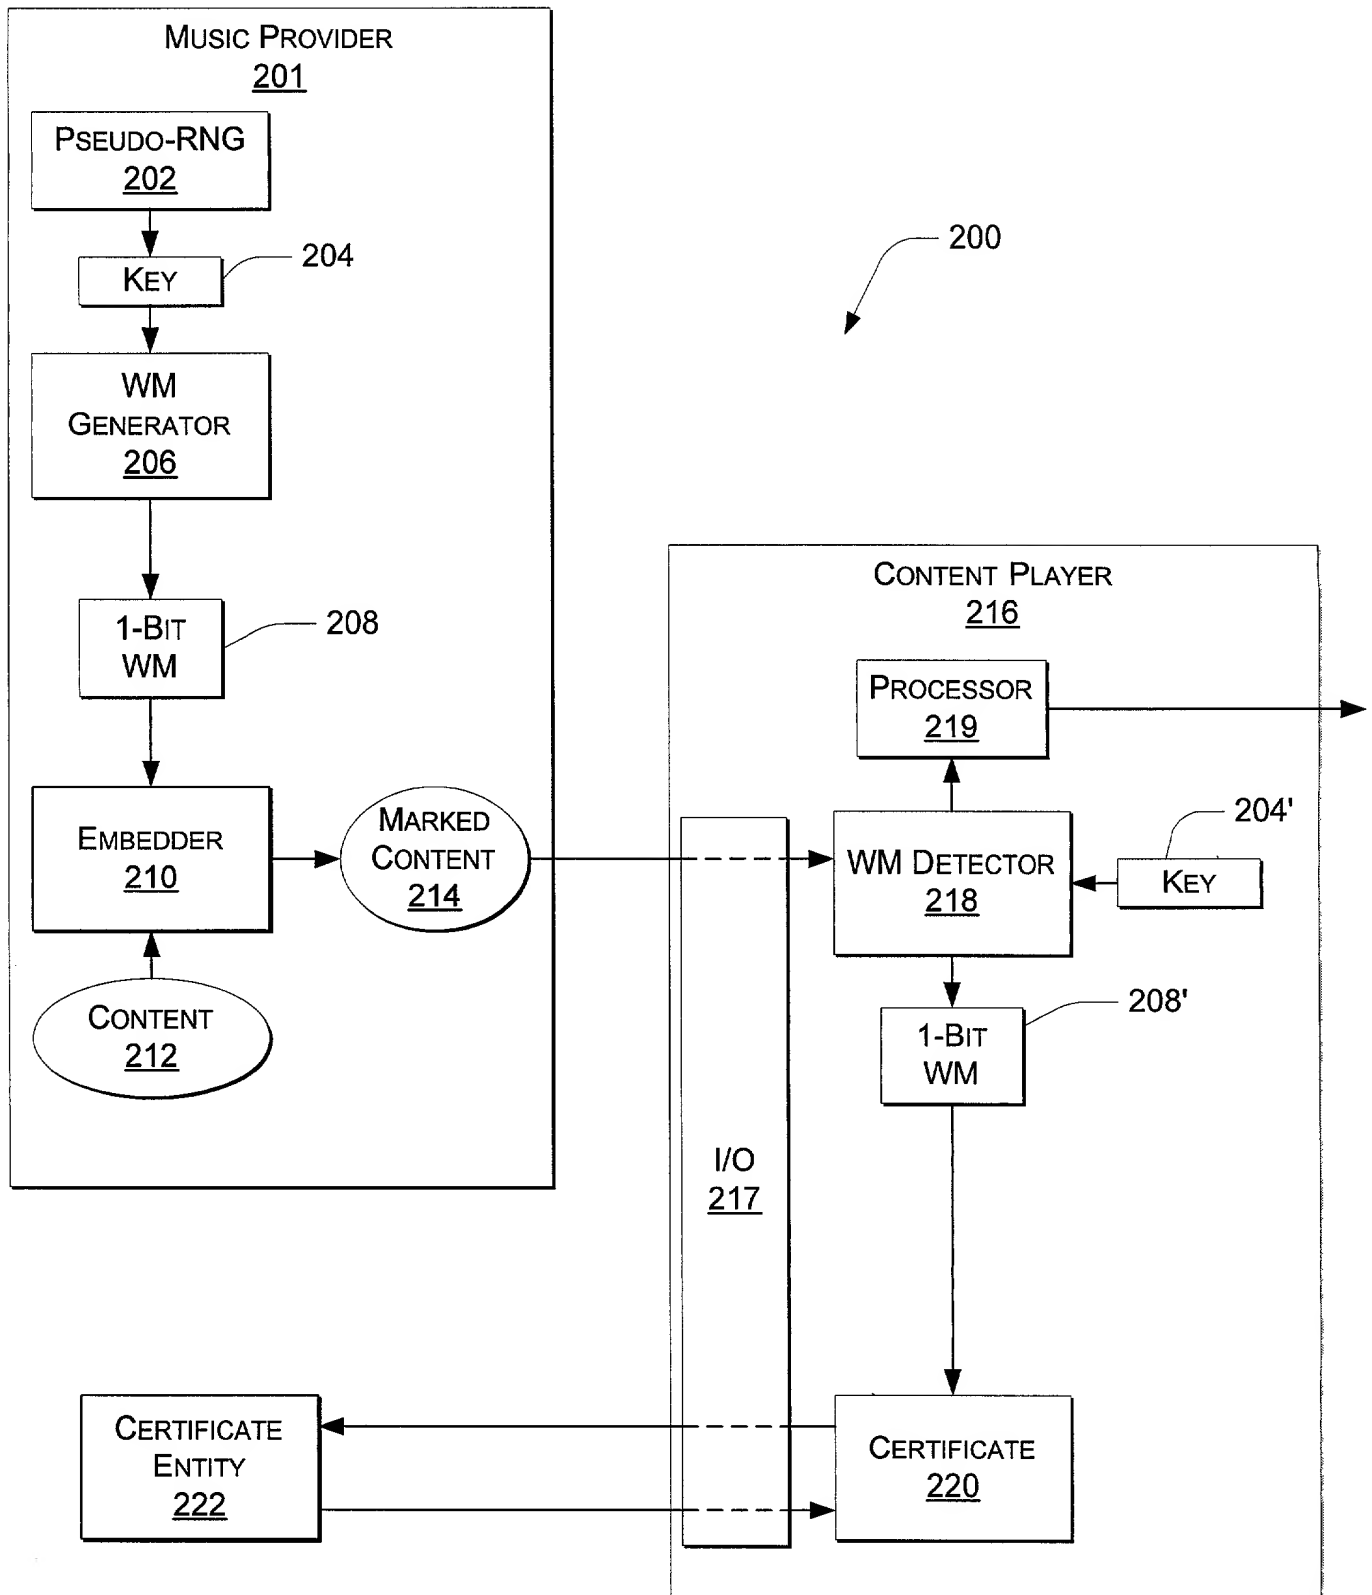 MUSIC PROVIDER
201
PSEUDO-RNG
202
KEY
204
WM
GENERATOR
206
1-BIT
WM
208
EMBEDDER
210
MARKED
CONTENT
214
CONTENT
212
200
CONTENT PLAYER
216
PROCESSOR
219
WM DETECTOR
218
204'
KEY
208'
1-BIT
WM
I/O
217
CERTIFICATE
ENTITY
222
CERTIFICATE
220